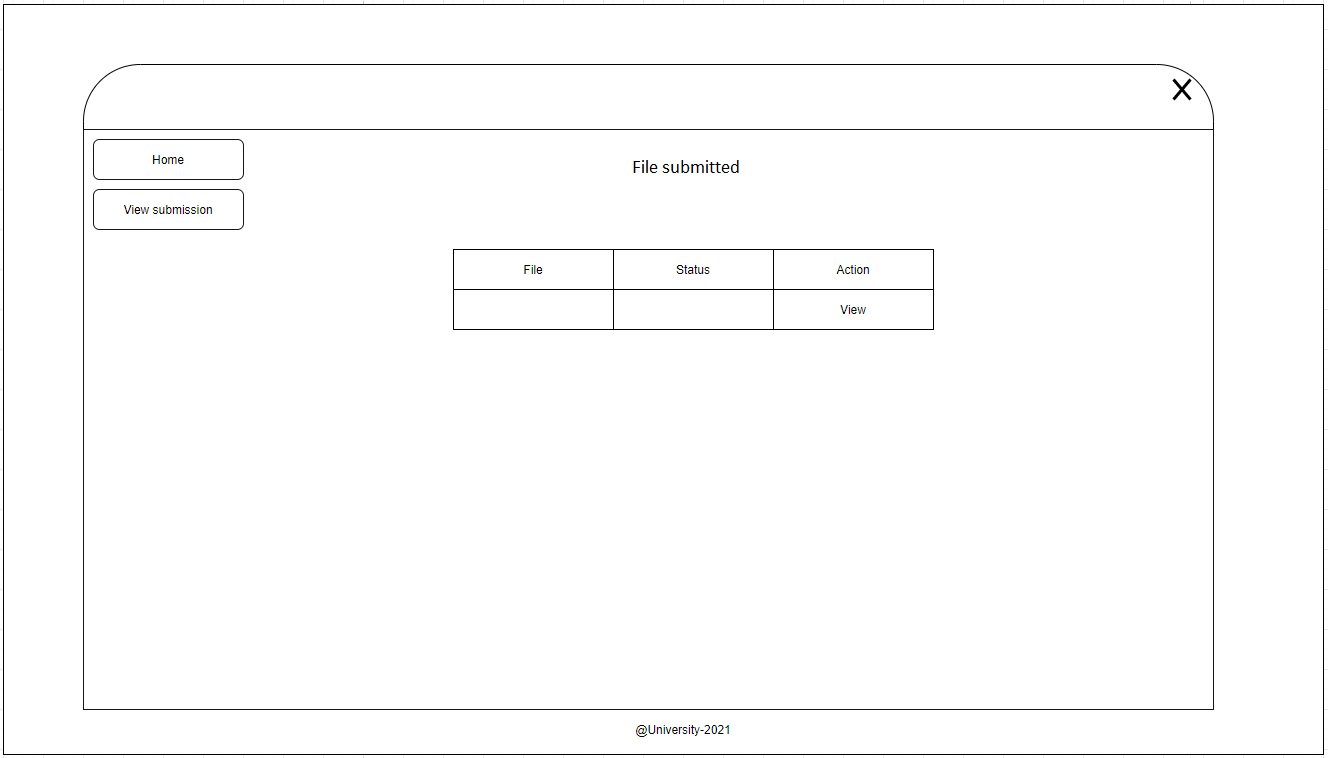 Home
File submitted
View submission
File Status Action
View
@University-2021